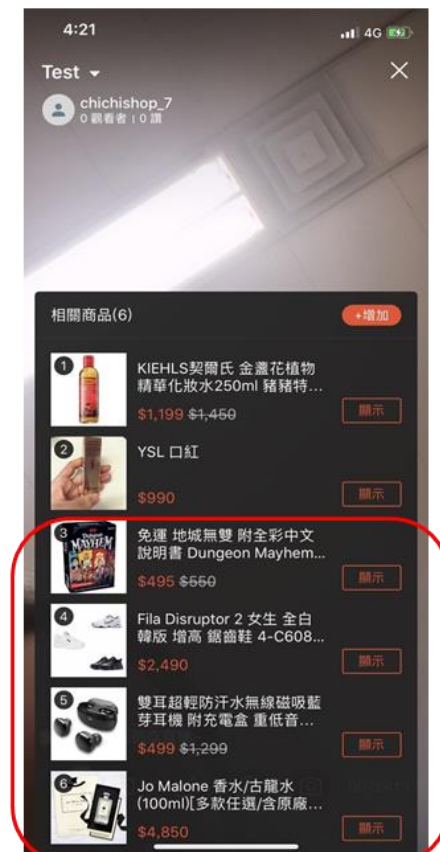 4:21
4G
Test
chichishop_7
0 觀看者 | 0 讚
相關商品(6)
+增加
1
KIEHLS契爾氏 金盞花植物
精華化妝水250ml 豬豬特...
$1,199 $1,450
顯示
2
YSL 口紅
$990
顯示
3
免運 地城無雙 附全彩中文
說明書 Dungeon Mayhem...
$495 $550
顯示
Dungeon
MAYHEM
4
Fila Disruptor 2 女生 全白
韓版 增高 鋸齒鞋 4-C608...
$2,490
顯示
5
雙耳超輕防汗水無線磁吸藍
芽耳機 附充電盒 重低音...
$499 $1,299
顯示
6
Jo Malone 香水/古龍水
(100ml)[多款任選/含原廠...
$4,850
顯示